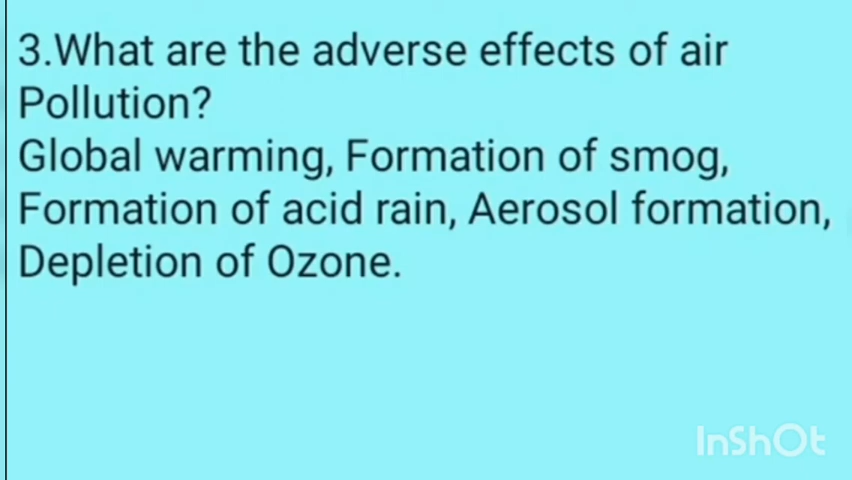 3.What are the adverse effects of air
Pollution?
Global warming, Formation of smog,
Formation of acid rain, Aerosol formation,
Depletion of Ozone.
InShOt